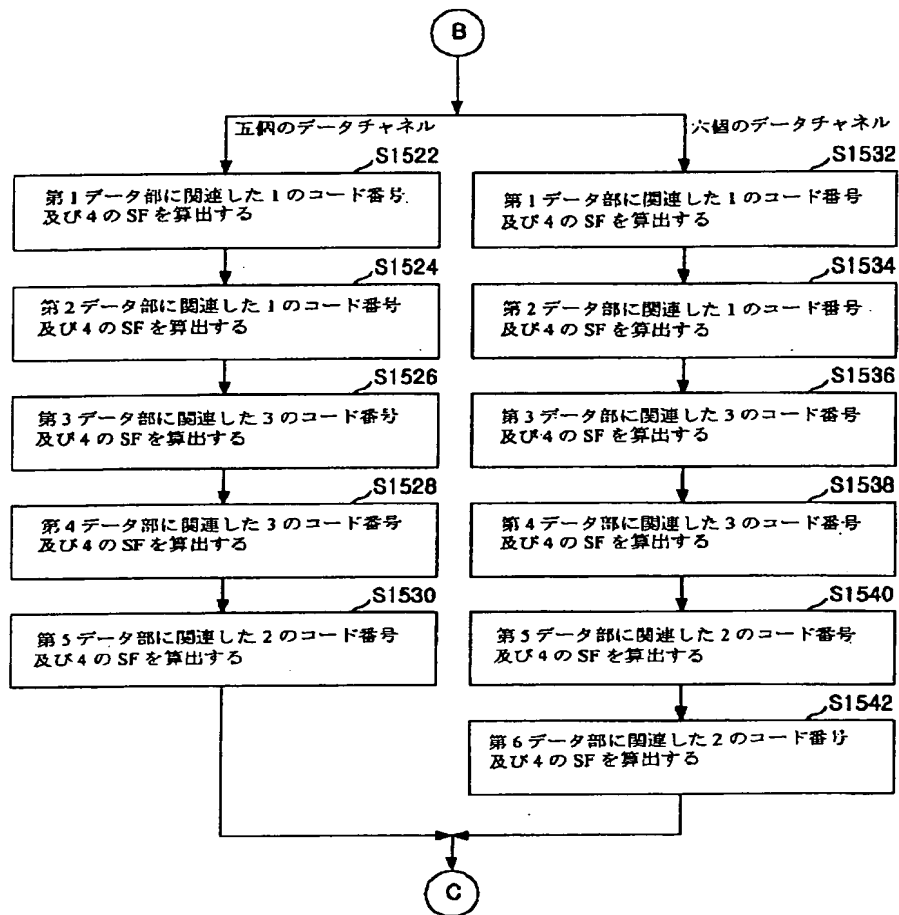 B
五個のデータチャネル
六個のデータチャネル
S1522
第1データ部に関連した1のコード番号
及び4のSFを算出する
S1524
第2データ部に関連した1のコード番号
及び4のSFを算出する
S1526
第3データ部に関連した3のコード番号
及び4のSFを算出する
S1528
第4データ部に関連した3のコード番号
及び4のSFを算出する
S1530
第5データ部に関連した2のコード番号
及び4のSFを算出する
S1532
第1データ部に関連した1のコード番号
及び4のSFを算出する
S1534
第2データ部に関連した1のコード番号
及び4のSFを算出する
S1536
第3データ部に関連した3のコード番号
及び4のSFを算出する
S1538
第4データ部に関連した3のコード番号
及び4のSFを算出する
S1540
第5データ部に関連した2のコード番号
及び4のSFを算出する
S1542
第6データ部に関連した2のコード番号
及び4のSFを算出する
C